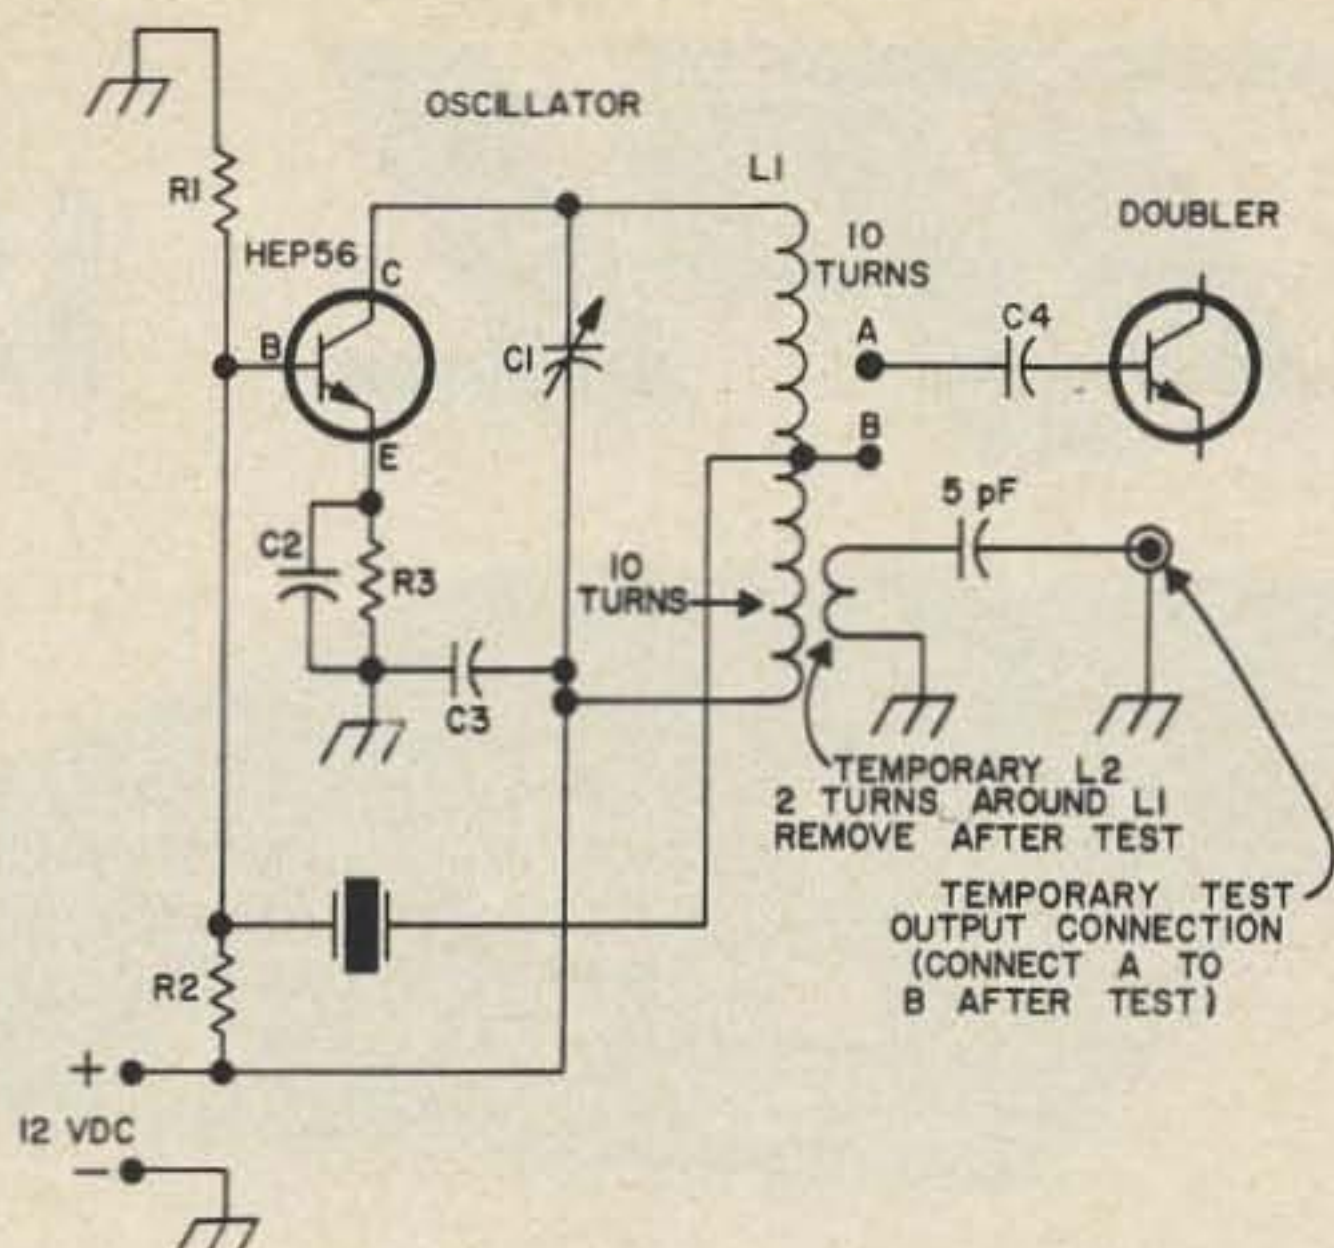 OSCILLATOR
L1
R1
10
TURNS
DOUBLER
HEP56
C
B
E
C1
A
C4
B
5 pF
C2
R3
10
TURNS
C3
TEMPORARY L2
2 TURNS AROUND L1
REMOVE AFTER TEST
TEMPORARY TEST
OUTPUT CONNECTION
(CONNECT A TO
B AFTER TEST)
R2
+
12 VDC
−